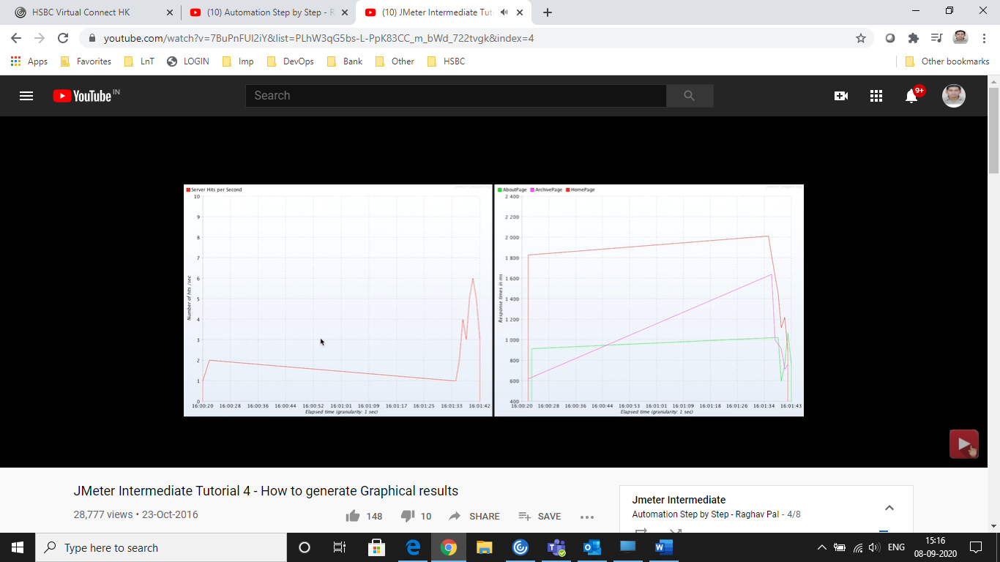 HSBC Virtual Connect HK
(10) Automation Step by Step - R
(10) JMeter Intermediate Tut
youtube.com/watch?v=7BuPnFUI2iY&list=PLhW3qG5bs-L-PpK83CC_m_bWd_722tvgk&index=4
Apps Favorites LnT LOGIN Imp DevOps Bank Other HSBC Other bookmarks
YouTube IN
Search
9+
Server Hits per Second
10
9
8
7
6
5
4
3
2
1
0
Number of hits /sec
16:00:20 16:00:28 16:00:36 16:00:44 16:00:52 16:01:01 16:01:09 16:01:17 16:01:25 16:01:33 16:01:42
Elapsed time (granularity: 1 sec)
AboutPage ArchivePage HomePage
2 400
2 200
2 000
1 800
1 600
1 400
1 200
1 000
800
600
400
Response times in ms
16:00:20 16:00:28 16:00:36 16:00:44 16:00:53 16:01:01 16:01:09 16:01:18 16:01:26 16:01:34 16:01:43
Elapsed time (granularity: 1 sec)
JMeter Intermediate Tutorial 4 - How to generate Graphical results
28,777 views • 23-Oct-2016
148 10 SHARE SAVE
Jmeter Intermediate
Automation Step by Step - Raghav Pal - 4/8
Type here to search
ENG
15:16
08-09-2020